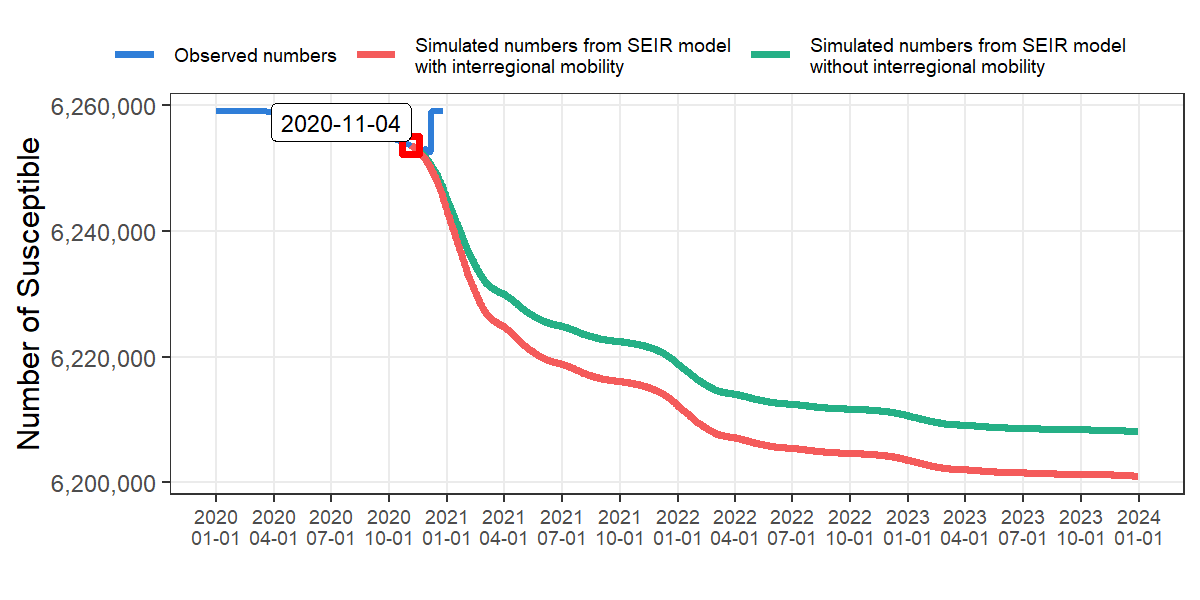 Observed numbers
Simulated numbers from SEIR model
with interregional mobility
Simulated numbers from SEIR model
without interregional mobility
Number of Susceptible
6,260,000
6,240,000
6,220,000
6,200,000
2020-11-04
2020 2020 2020 2020 2021 2021 2021 2021 2022 2022 2022 2022 2023 2023 2023 2023 2024
01-01 04-01 07-01 10-01 01-01 04-01 07-01 10-01 01-01 04-01 07-01 10-01 01-01 04-01 07-01 10-01 01-01